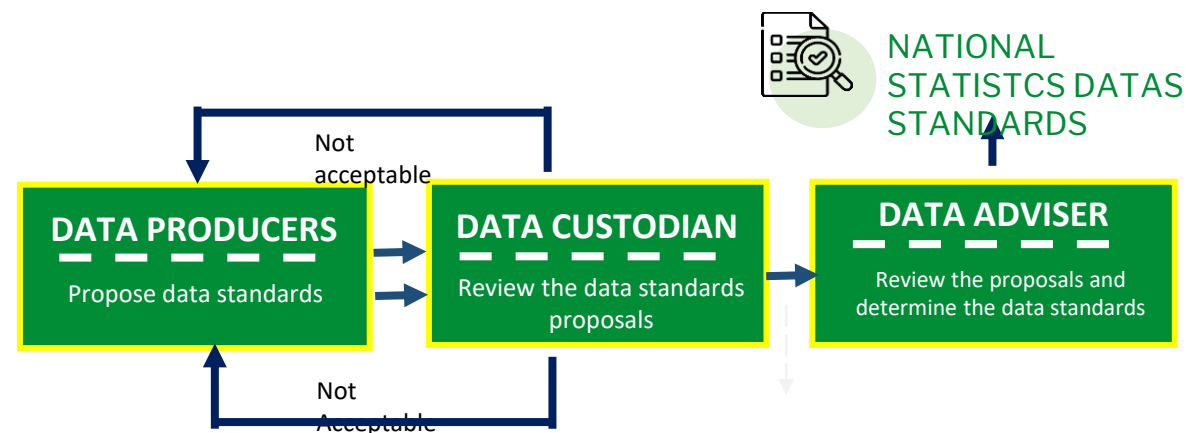 NATIONAL
STATISTCS DATAS
STANDARDS
Not
acceptable
DATA PRODUCERS
Propose data standards
DATA CUSTODIAN
Review the data standards
proposals
DATA ADVISER
Review the proposals and
determine the data standards
Not
Acceptable